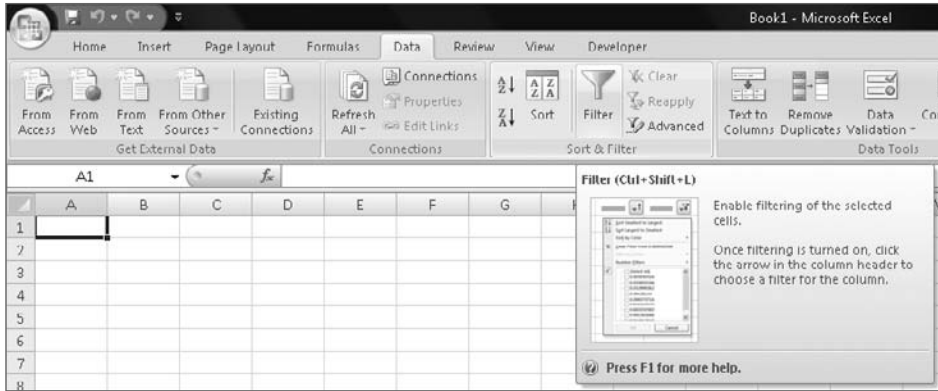 Book1 - Microsoft Excel
Home Insert Page Layout Formulas Data Review View Developer
From Access
From Web
From Text
From Other Sources
Existing Connections
Get External Data
Refresh All
Connections
Properties
Edit Links
Connections
Sort
Filter
Clear
Reapply
Advanced
Sort & Filter
Text to Columns
Remove Duplicates
Data Validation
Co
Data Tools
A1
fx
A B C D E F G
1
2
3
4
5
6
7
8
Filter (Ctrl+Shift+L)
Enable filtering of the selected
cells.
Once filtering is turned on, click
the arrow in the column header to
choose a filter for the column.
Press F1 for more help.